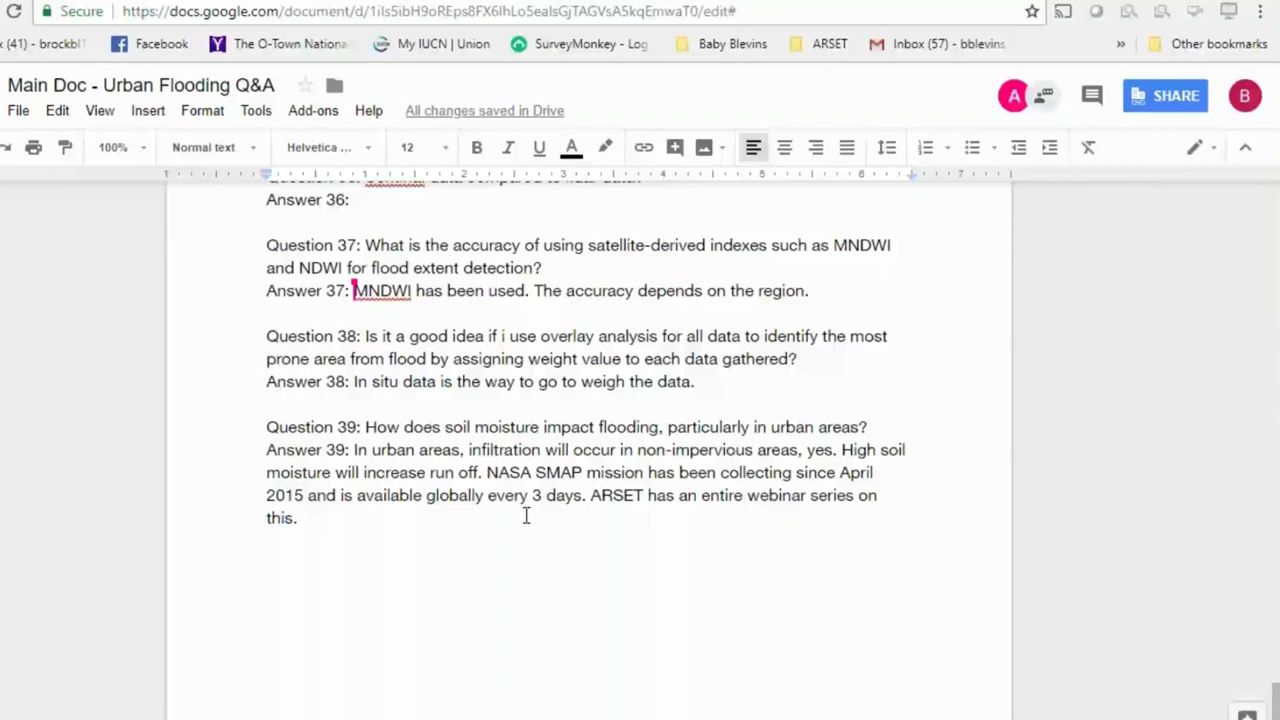 Secure
https://docs.google.com/document/d/1iIs5ibH9oREps8FX6IhLo5ealsGjTAGVsA5kqEmwaT0/edit#
(41) - brockbl
Facebook
The O-Town Nationa
My IUCN | Union
SurveyMonkey - Log
Baby Blevins
ARSET
Inbox (57) - bblevins
»
Other bookmarks
Main Doc - Urban Flooding Q&A
A
SHARE
B
File Edit View Insert Format Tools Add-ons Help All changes saved in Drive
100% Normal text Helvetica ... 12 B I U A
1 1 2 3 4 5 6 7
Answer 36:
Question 37: What is the accuracy of using satellite-derived indexes such as MNDWI
and NDWI for flood extent detection?
Answer 37: MNDWI has been used. The accuracy depends on the region.
Question 38: Is it a good idea if i use overlay analysis for all data to identify the most
prone area from flood by assigning weight value to each data gathered?
Answer 38: In situ data is the way to go to weigh the data.
Question 39: How does soil moisture impact flooding, particularly in urban areas?
Answer 39: In urban areas, infiltration will occur in non-impervious areas, yes. High soil
moisture will increase run off. NASA SMAP mission has been collecting since April
2015 and is available globally every 3 days. ARSET has an entire webinar series on
this.